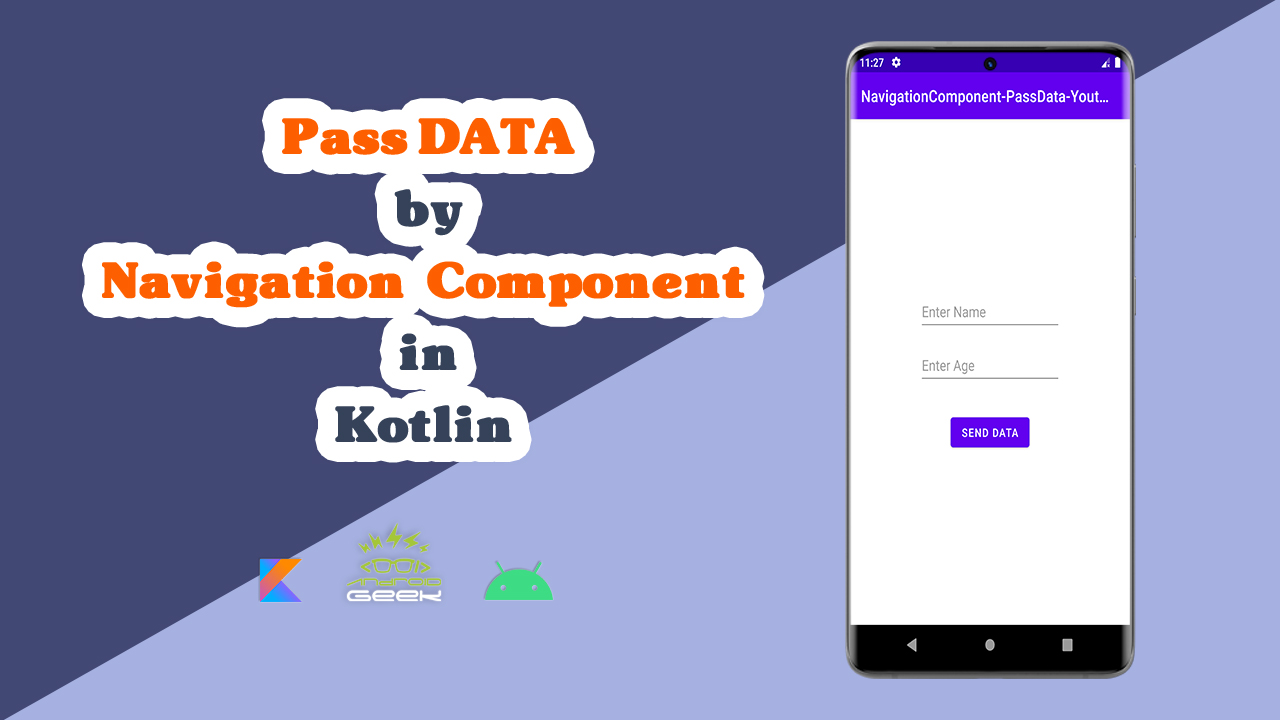 Pass DATA
by
Navigation Component
in
Kotlin
Android
GEEK
11:27
NavigationComponent-PassData-Yout...
Enter Name
Enter Age
SEND DATA